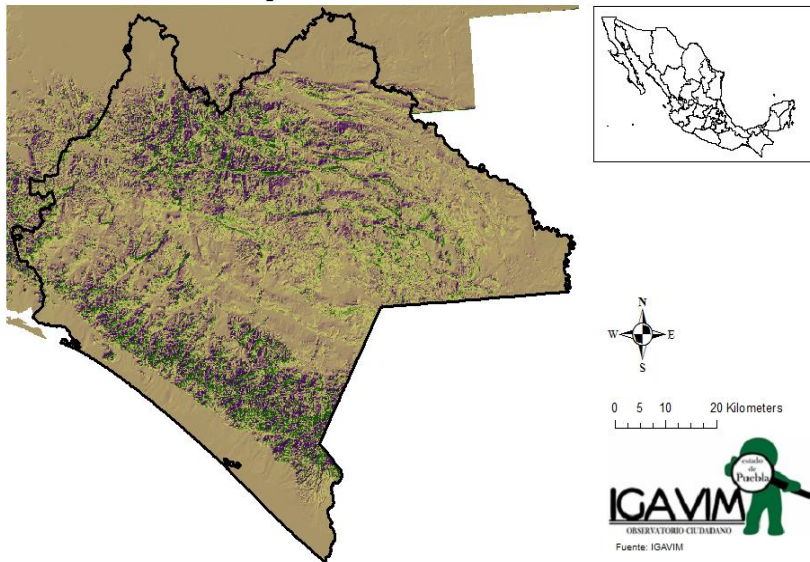 N
W E
S
0 5 10 20 Kilometers
estado
de
Puebla
IGAVIM
OBSERVATORIO CIUDADANO
Fuente: IGAVIM